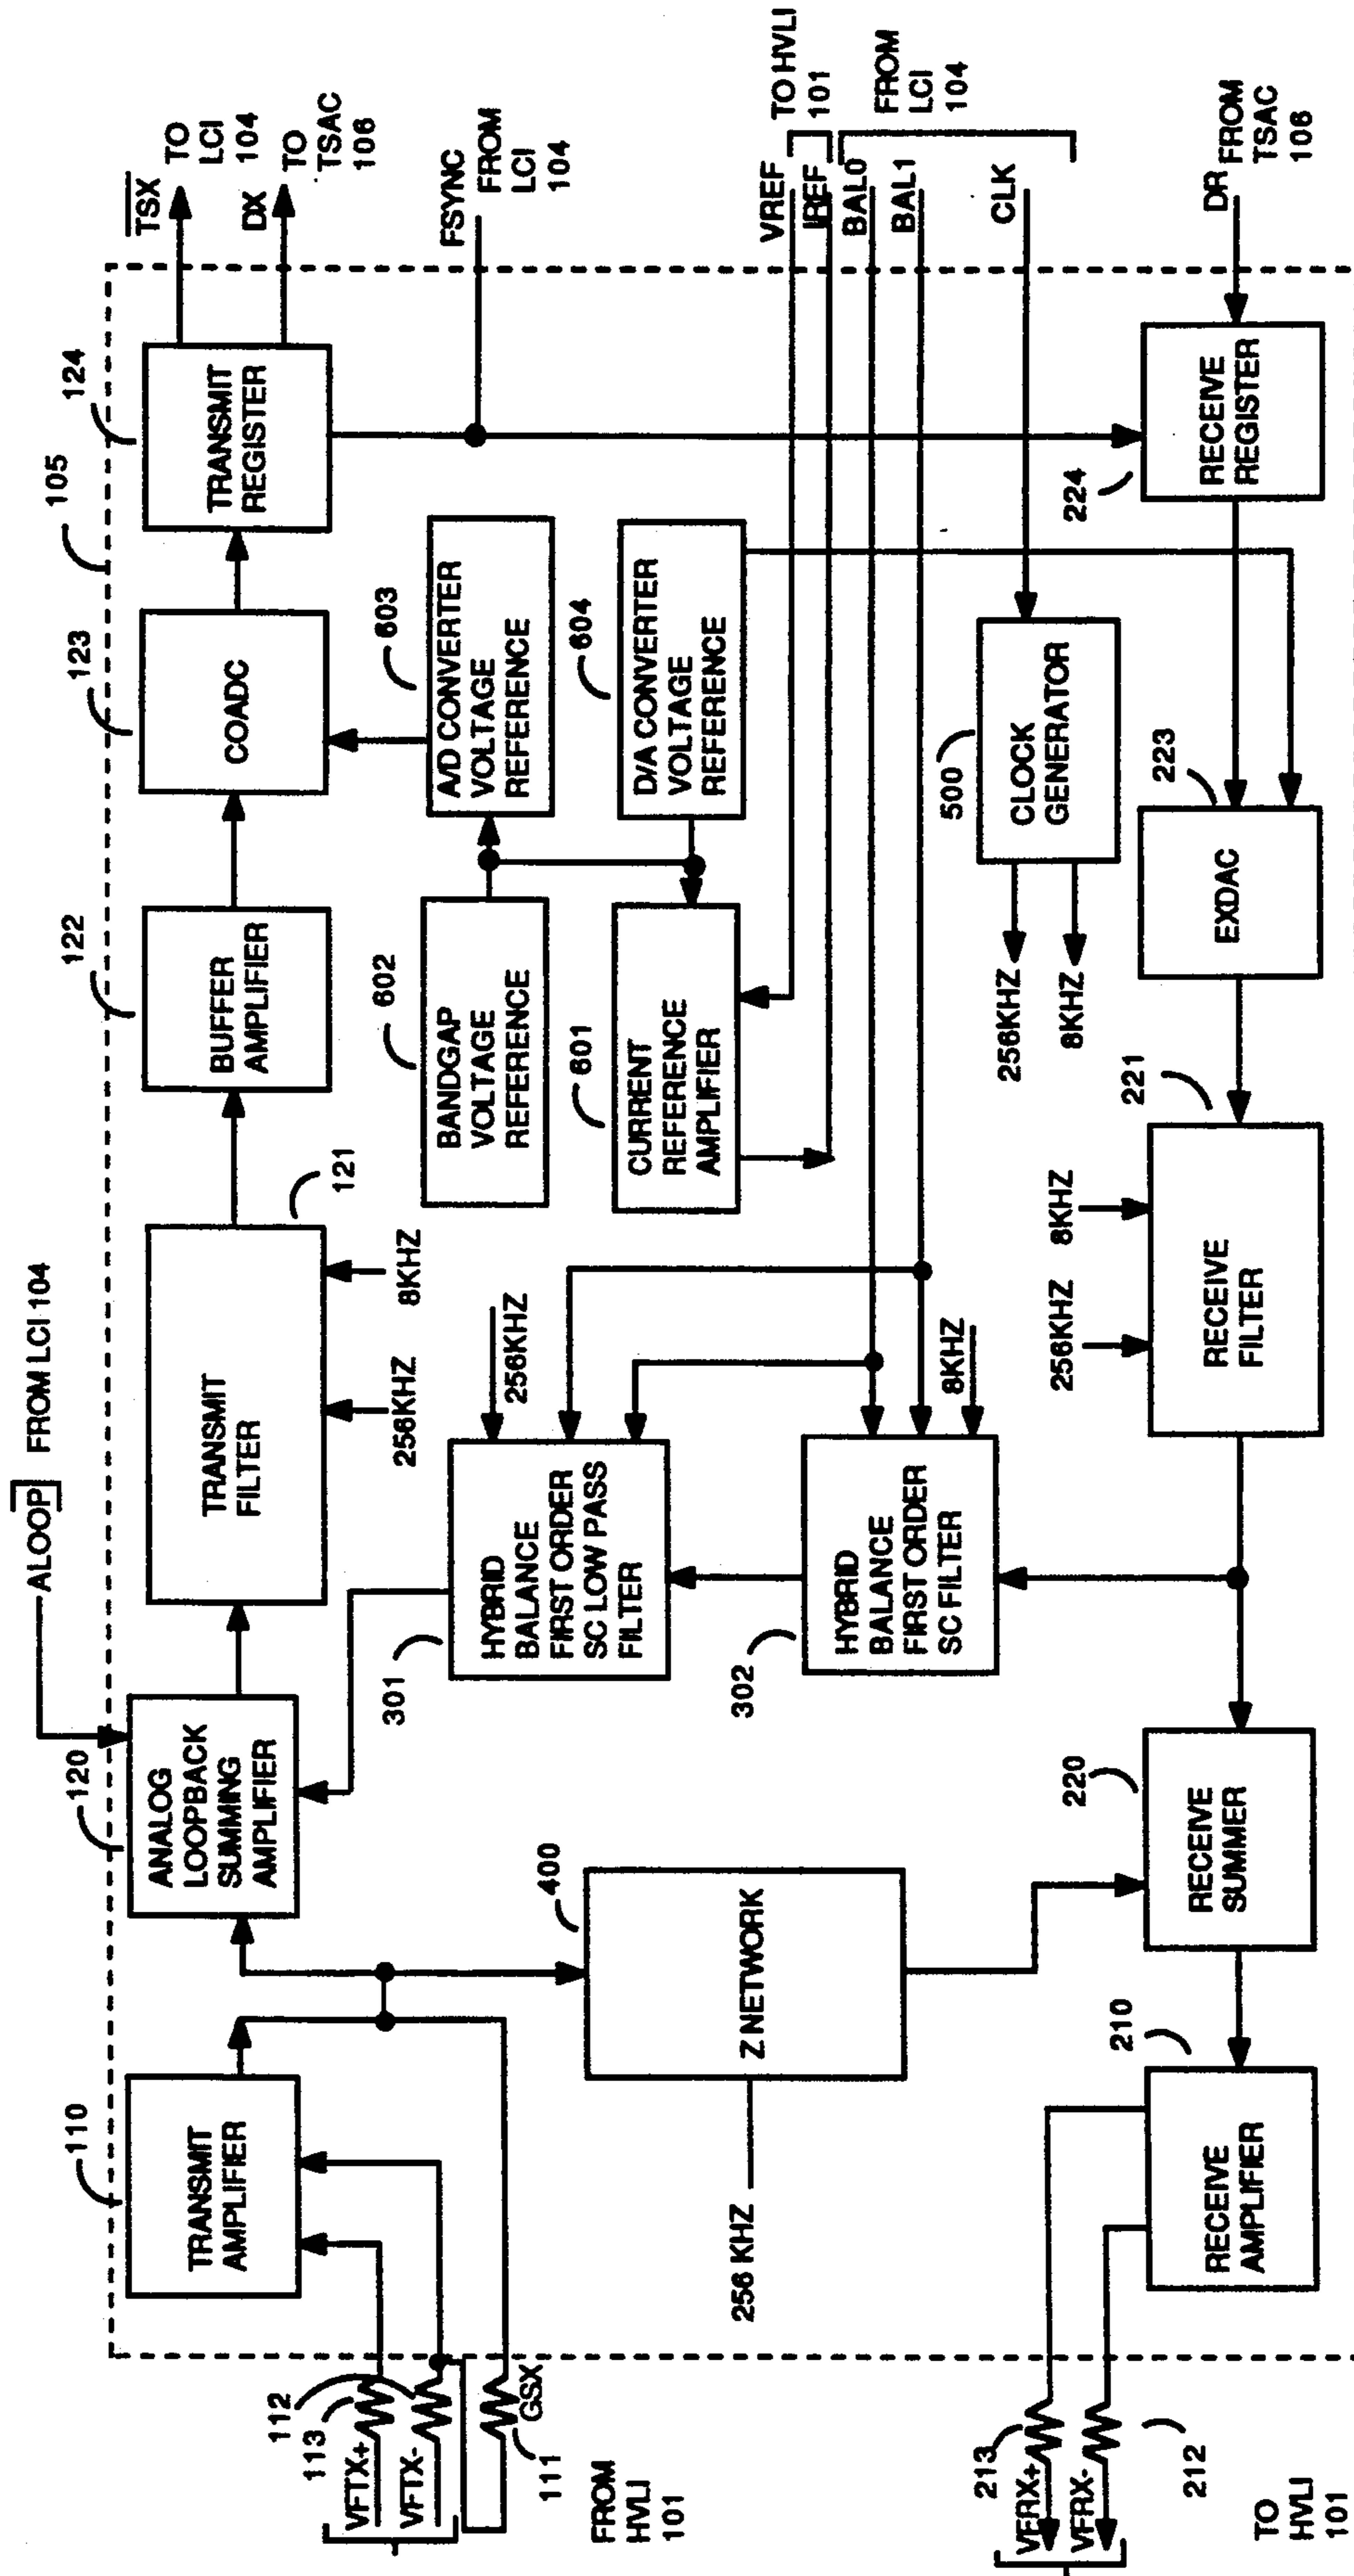 ALOOP
FROM LCI 104
110
TRANSMIT
AMPLIFIER
120
ANALOG
LOOPBACK
SUMMING
AMPLIFIER
TRANSMIT
FILTER
121
256KHZ
8KHZ
122
BUFFER
AMPLIFIER
123
COADC
105
124
TRANSMIT
REGISTER
TSX
TO
LCI
104
DX
TO
TSAC
106
FSYNC
FROM
LCI
104
113
112
VFTX+
VFTX-
GSX
111
FROM
HVLI
101
400
Z NETWORK
256 KHZ
301
HYBRID
BALANCE
FIRST ORDER
SC LOW PASS
FILTER
256KHZ
302
HYBRID
BALANCE
FIRST ORDER
SC FILTER
8KHZ
602
BANDGAP
VOLTAGE
REFERENCE
603
A/D CONVERTER
VOLTAGE
REFERENCE
601
CURRENT
REFERENCE
AMPLIFIER
604
D/A CONVERTER
VOLTAGE
REFERENCE
VREF
IREF
TO HVLI
101
BAL0
BAL1
CLK
FROM
LCI
104
500
CLOCK
GENERATOR
256KHZ
8KHZ
213
VFRX+
VFRX-
212
TO
HVLI
101
210
RECEIVE
AMPLIFIER
220
RECEIVE
SUMMER
256KHZ
8KHZ
221
RECEIVE
FILTER
223
EXDAC
224
RECEIVE
REGISTER
DR
FROM
TSAC
106